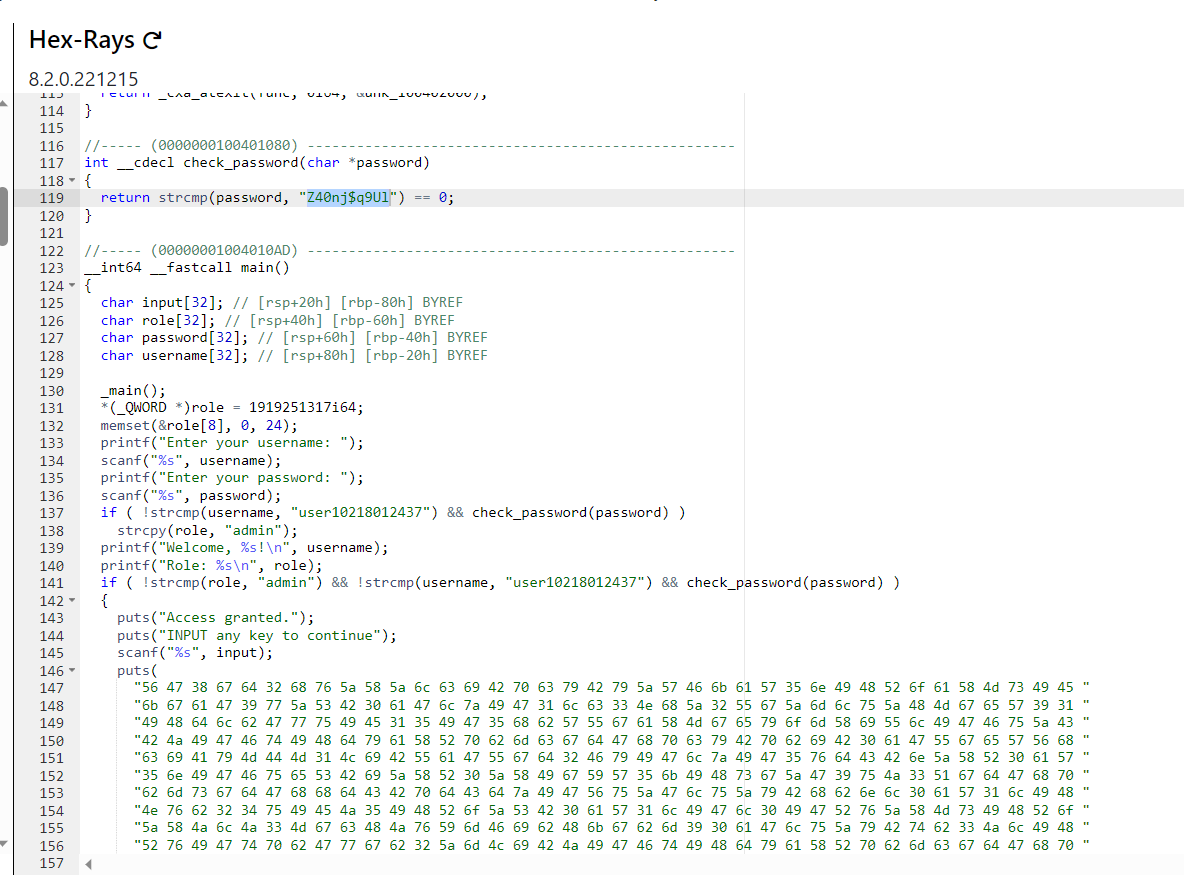 Hex-Rays
8.2.0.221215
115 return _cxa_atexit(func, 0i64, &unk_100402000);
114 }
115
116 //----- (0000000100401080) ----------------------------------------------------
117 int __cdecl check_password(char *password)
118 {
119 return strcmp(password, "Z40nj$q9Ul") == 0;
120 }
121
122 //----- (00000001004010AD) ----------------------------------------------------
123 __int64 __fastcall main()
124 {
125 char input[32]; // [rsp+20h] [rbp-80h] BYREF
126 char role[32]; // [rsp+40h] [rbp-60h] BYREF
127 char password[32]; // [rsp+60h] [rbp-40h] BYREF
128 char username[32]; // [rsp+80h] [rbp-20h] BYREF
129
130 _main();
131 *(_QWORD *)role = 1919251317i64;
132 memset(&role[8], 0, 24);
133 printf("Enter your username: ");
134 scanf("%s", username);
135 printf("Enter your password: ");
136 scanf("%s", password);
137 if ( !strcmp(username, "user10218012437") && check_password(password) )
138 strcpy(role, "admin");
139 printf("Welcome, %s!\n", username);
140 printf("Role: %s\n", role);
141 if ( !strcmp(role, "admin") && !strcmp(username, "user10218012437") && check_password(password) )
142 {
143 puts("Access granted.");
144 puts("INPUT any key to continue");
145 scanf("%s", input);
146 puts(
147 "56 47 38 67 64 32 68 76 5a 58 5a 6c 63 69 42 70 63 79 42 79 5a 57 46 6b 61 57 35 6e 49 48 52 6f 61 58 4d 73 49 45 "
148 "6b 67 61 47 39 77 5a 53 42 30 61 47 6c 7a 49 47 31 6c 63 33 4e 68 5a 32 55 67 5a 6d 6c 75 5a 48 4d 67 65 57 39 31 "
149 "49 48 64 6c 62 47 77 75 49 45 31 35 49 47 35 68 62 57 55 67 61 58 4d 67 65 79 6f 6d 58 69 55 6c 49 47 46 75 5a 43 "
150 "42 4a 49 47 46 74 49 48 64 79 61 58 52 70 62 6d 63 67 64 47 68 70 63 79 42 70 62 69 42 30 61 47 55 67 65 57 56 68 "
151 "63 69 41 79 4d 44 4d 31 4c 69 42 55 61 47 55 67 64 32 46 79 49 47 6c 7a 49 47 35 76 64 43 42 6e 5a 58 52 30 61 57 "
152 "35 6e 49 47 46 75 65 53 42 69 5a 58 52 30 5a 58 49 67 59 57 35 6b 49 48 73 67 5a 47 39 75 4a 33 51 67 64 47 68 70 "
153 "62 6d 73 67 64 47 68 68 64 43 42 70 64 43 64 7a 49 47 56 75 5a 47 6c 75 5a 79 42 68 62 6e 6c 30 61 57 31 6c 49 48 "
154 "4e 76 62 32 34 75 49 45 4a 35 49 48 52 6f 5a 53 42 30 61 57 31 6c 49 47 6c 30 49 47 52 76 5a 58 4d 73 49 48 52 6f "
155 "5a 58 4a 6c 4a 33 4d 67 63 48 4a 76 59 6d 46 69 62 48 6b 67 62 6d 39 30 61 47 6c 75 5a 79 42 74 62 33 4a 6c 49 48 "
156 "52 76 49 47 74 70 62 47 77 67 62 32 5a 6d 4c 69 42 4a 49 47 46 74 49 48 64 79 61 58 52 70 62 6d 63 67 64 47 68 70 "
157